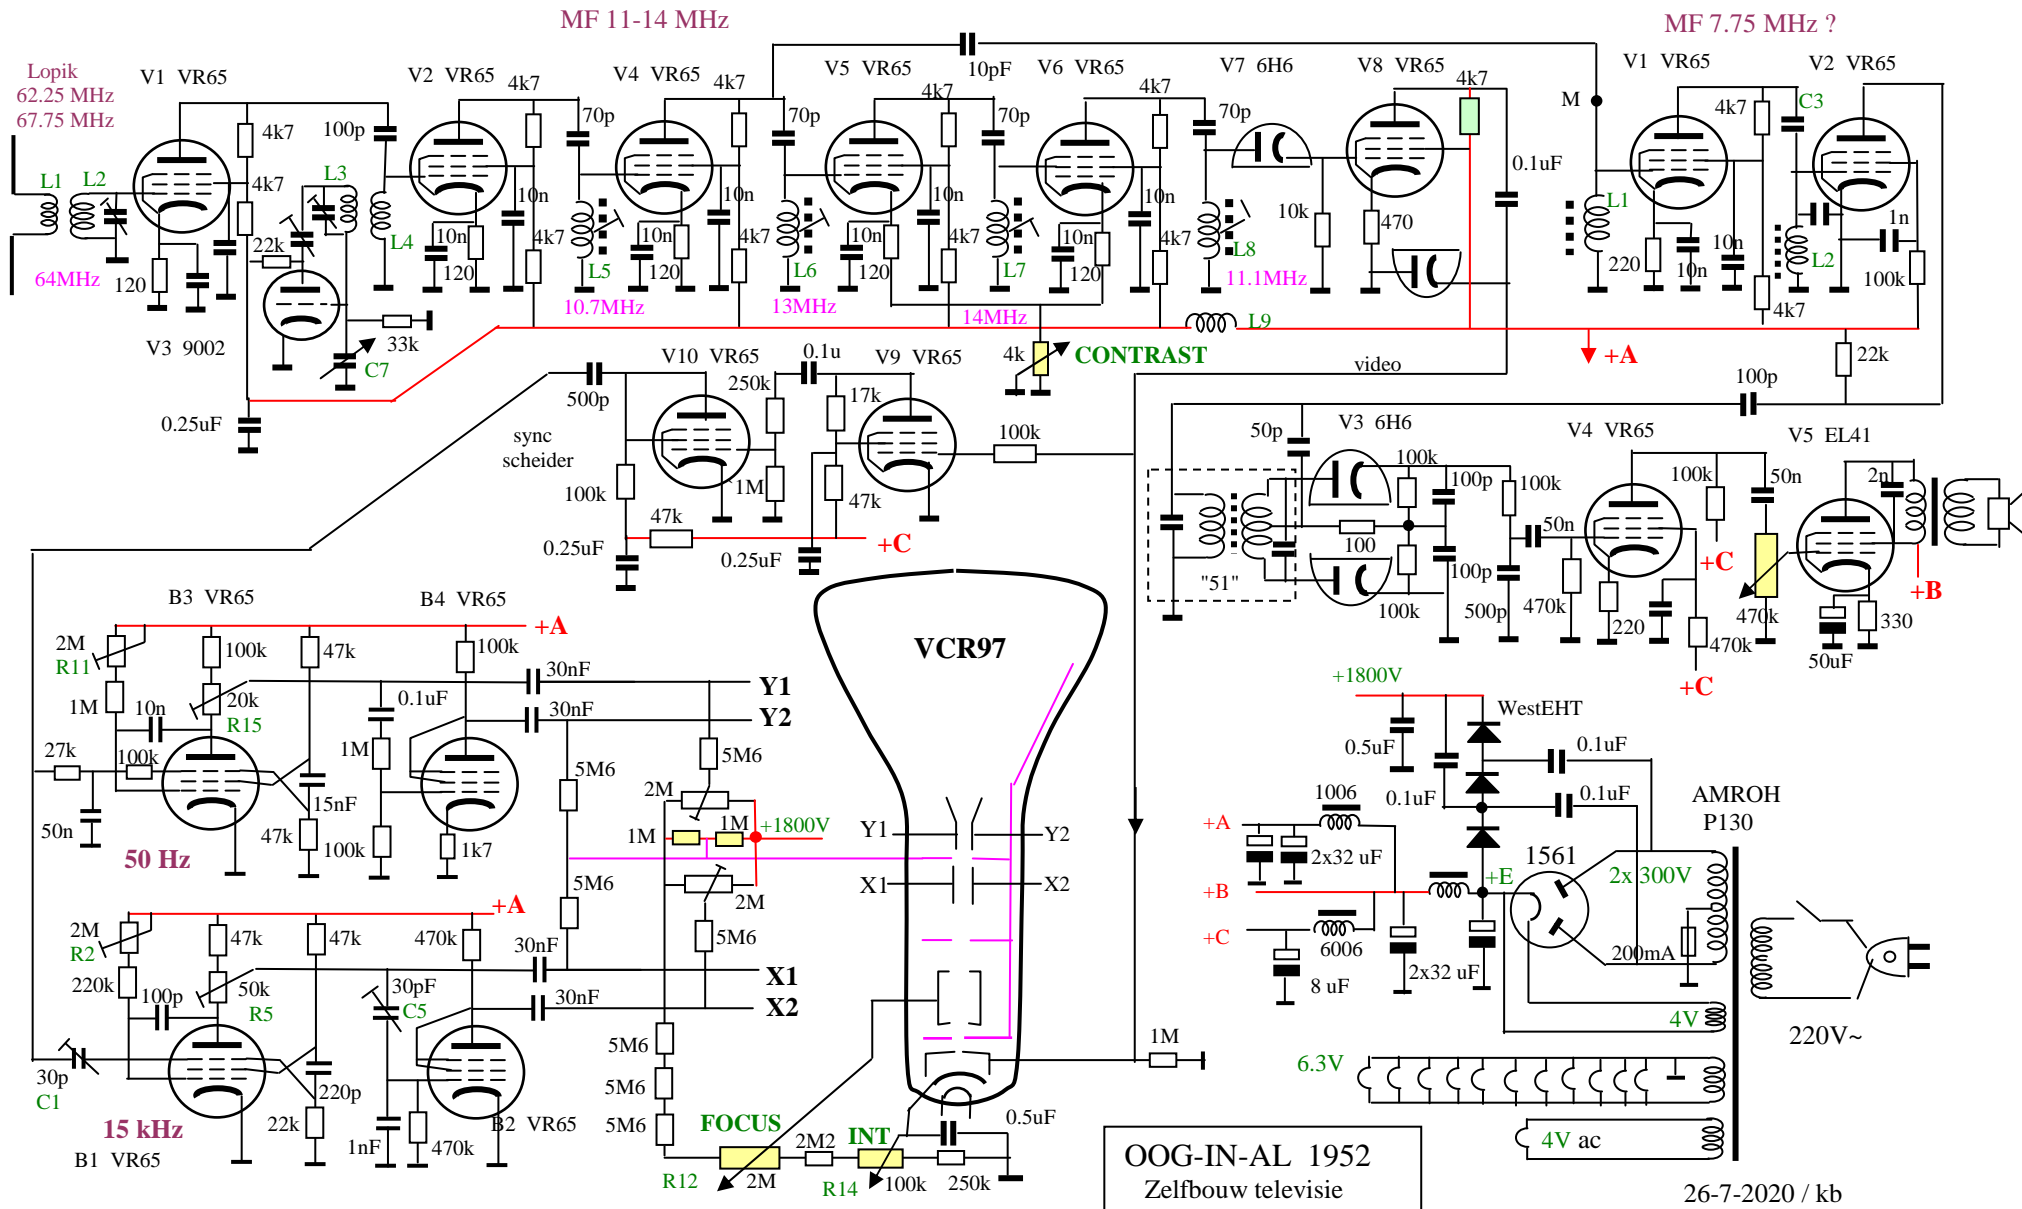 MF 11-14 MHz
MF 7.75 MHz ?
Lopik
62.25 MHz
67.75 MHz
V1 VR65
V2 VR65
V4 VR65
V5 VR65
V6 VR65
V7 6H6
V8 VR65
V1 VR65
V2 VR65
10pF
4k7
4k7
4k7
4k7
4k7
M
C3
4k7
100p
70p
70p
70p
70p
4k7
L1
L2
4k7
L3
10n
10n
10n
10n
0.1uF
L4
22k
10n
4k7
L5
10n
4k7
L6
10n
4k7
L7
10n
4k7
L8
10k
470
L1
1n
64MHz
120
120
120
120
120
220
10n
10n
L2
100k
10.7MHz
13MHz
14MHz
11.1MHz
4k7
V3 9002
33k
C7
L9
0.25uF
V10 VR65
0.1u
V9 VR65
4k
CONTRAST
video
+A
22k
500p
250k
17k
100p
sync
scheider
100k
1M
47k
100k
47k
0.25uF
0.25uF
+C
50p
V3 6H6
V4 VR65
V5 EL41
100k
100p
100k
100k
50n
2n
50n
100
"51"
100p
100k
500p
470k
220
+C
470k
470k
+C
50uF
330
+B
B3 VR65
B4 VR65
+A
2M
R11
100k
47k
100k
1M
10n
20k
R15
0.1uF
30nF
Y1
30nF
Y2
27k
100k
1M
15nF
50n
47k
100k
1k7
50 Hz
5M6
5M6
2M
1M
1M
+1800V
5M6
2M
5M6
VCR97
Y1
Y2
X1
X2
+1800V
WestEHT
0.5uF
0.1uF
0.1uF
0.1uF
1006
+A
2x32 uF
+B
+E
+C
6006
8 uF
2x32 uF
1561
2x 300V
200mA
AMROH
P130
4V
220V~
6.3V
4V ac
+A
2M
R2
47k
47k
470k
220k
100p
50k
R5
30pF
C5
30nF
X1
30nF
X2
30p
C1
220p
22k
1nF
470k
B2 VR65
15 kHz
B1 VR65
5M6
5M6
5M6
FOCUS
R12
2M
2M2
INT
R14
100k
250k
0.5uF
1M
OOG-IN-AL 1952
Zelfbouw televisie
26-7-2020 / kb